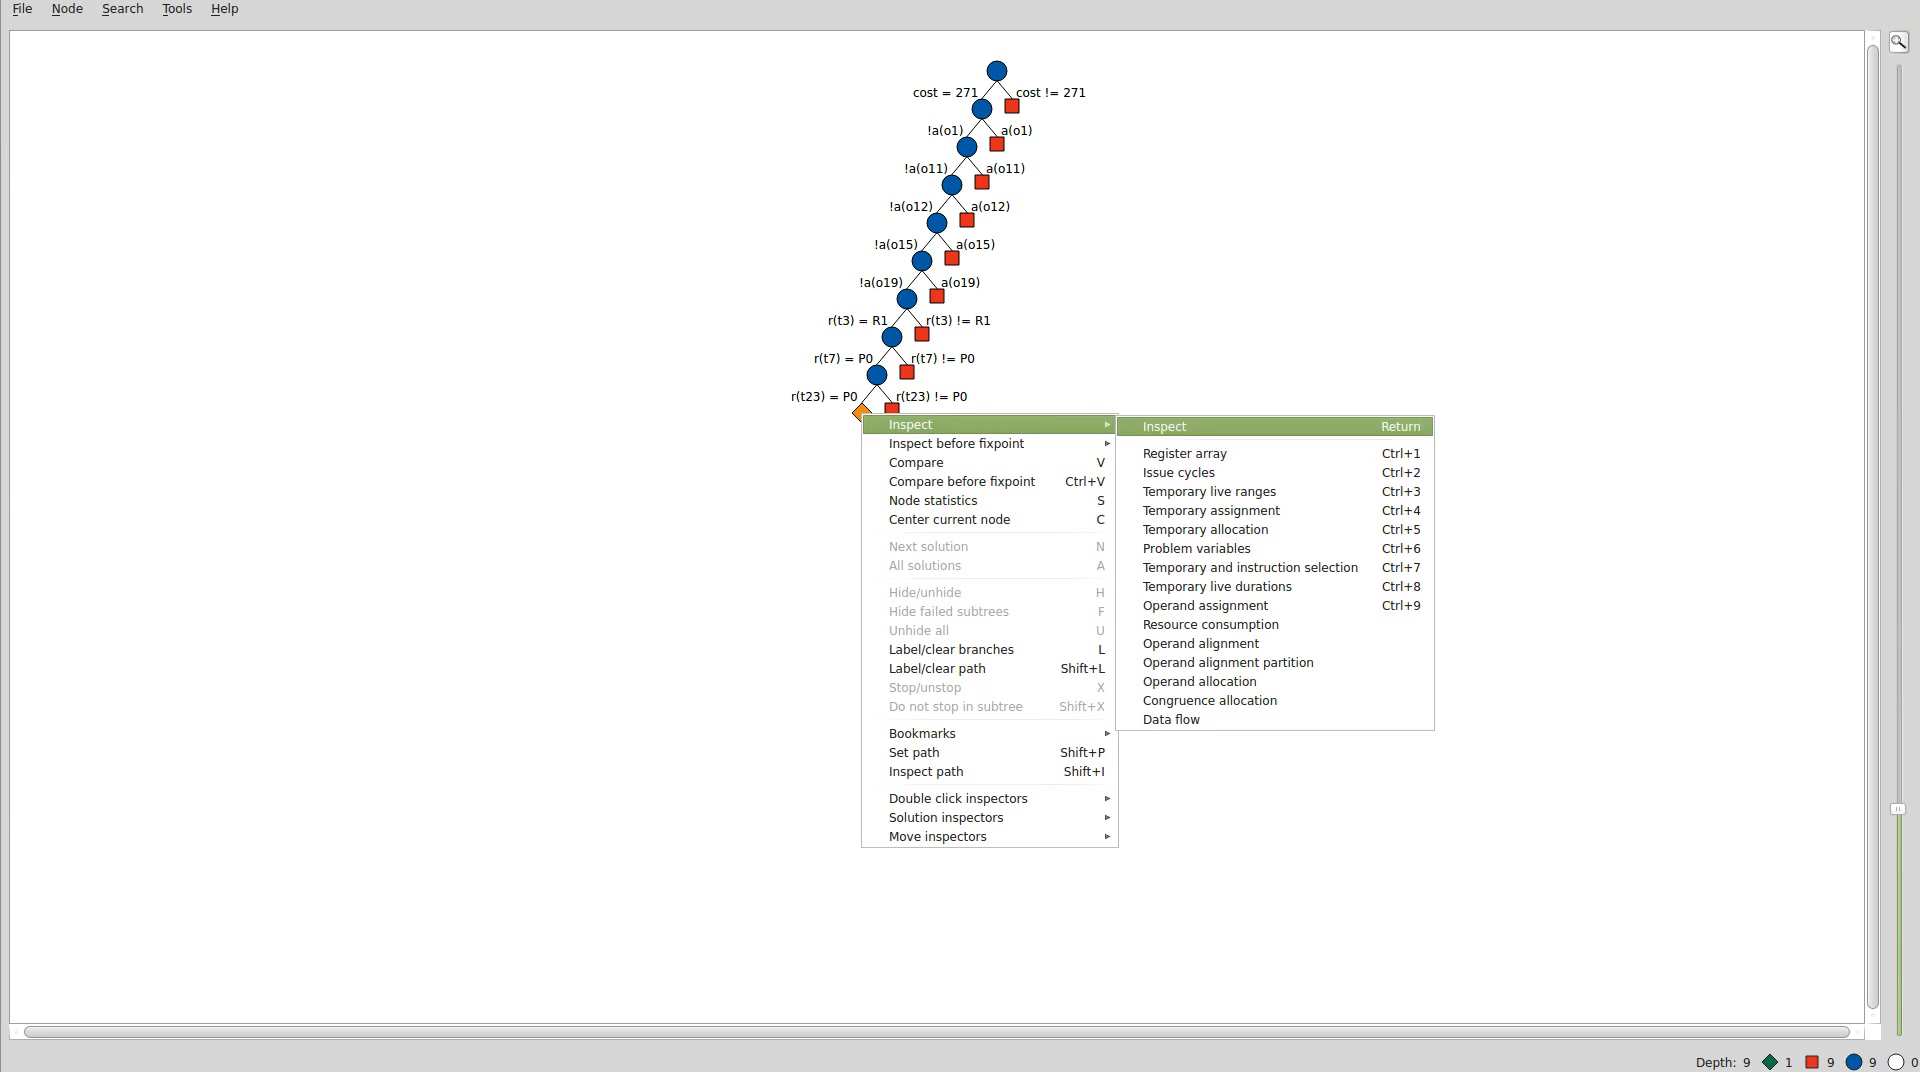 File Node Search Tools Help
cost = 271 cost != 271
!a(o1) a(o1)
!a(o11) a(o11)
!a(o12) a(o12)
!a(o15) a(o15)
!a(o19) a(o19)
r(t3) = R1 r(t3) != R1
r(t7) = P0 r(t7) != P0
r(t23) = P0 r(t23) != P0
Inspect
Inspect before fixpoint
Compare V
Compare before fixpoint Ctrl+V
Node statistics S
Center current node C
Next solution N
All solutions A
Hide/unhide H
Hide failed subtrees F
Unhide all U
Label/clear branches L
Label/clear path Shift+L
Stop/unstop X
Do not stop in subtree Shift+X
Bookmarks
Set path Shift+P
Inspect path Shift+I
Double click inspectors
Solution inspectors
Move inspectors
Inspect Return
Register array Ctrl+1
Issue cycles Ctrl+2
Temporary live ranges Ctrl+3
Temporary assignment Ctrl+4
Temporary allocation Ctrl+5
Problem variables Ctrl+6
Temporary and instruction selection Ctrl+7
Temporary live durations Ctrl+8
Operand assignment Ctrl+9
Resource consumption
Operand alignment
Operand alignment partition
Operand allocation
Congruence allocation
Data flow
Depth: 9 1 9 9 0